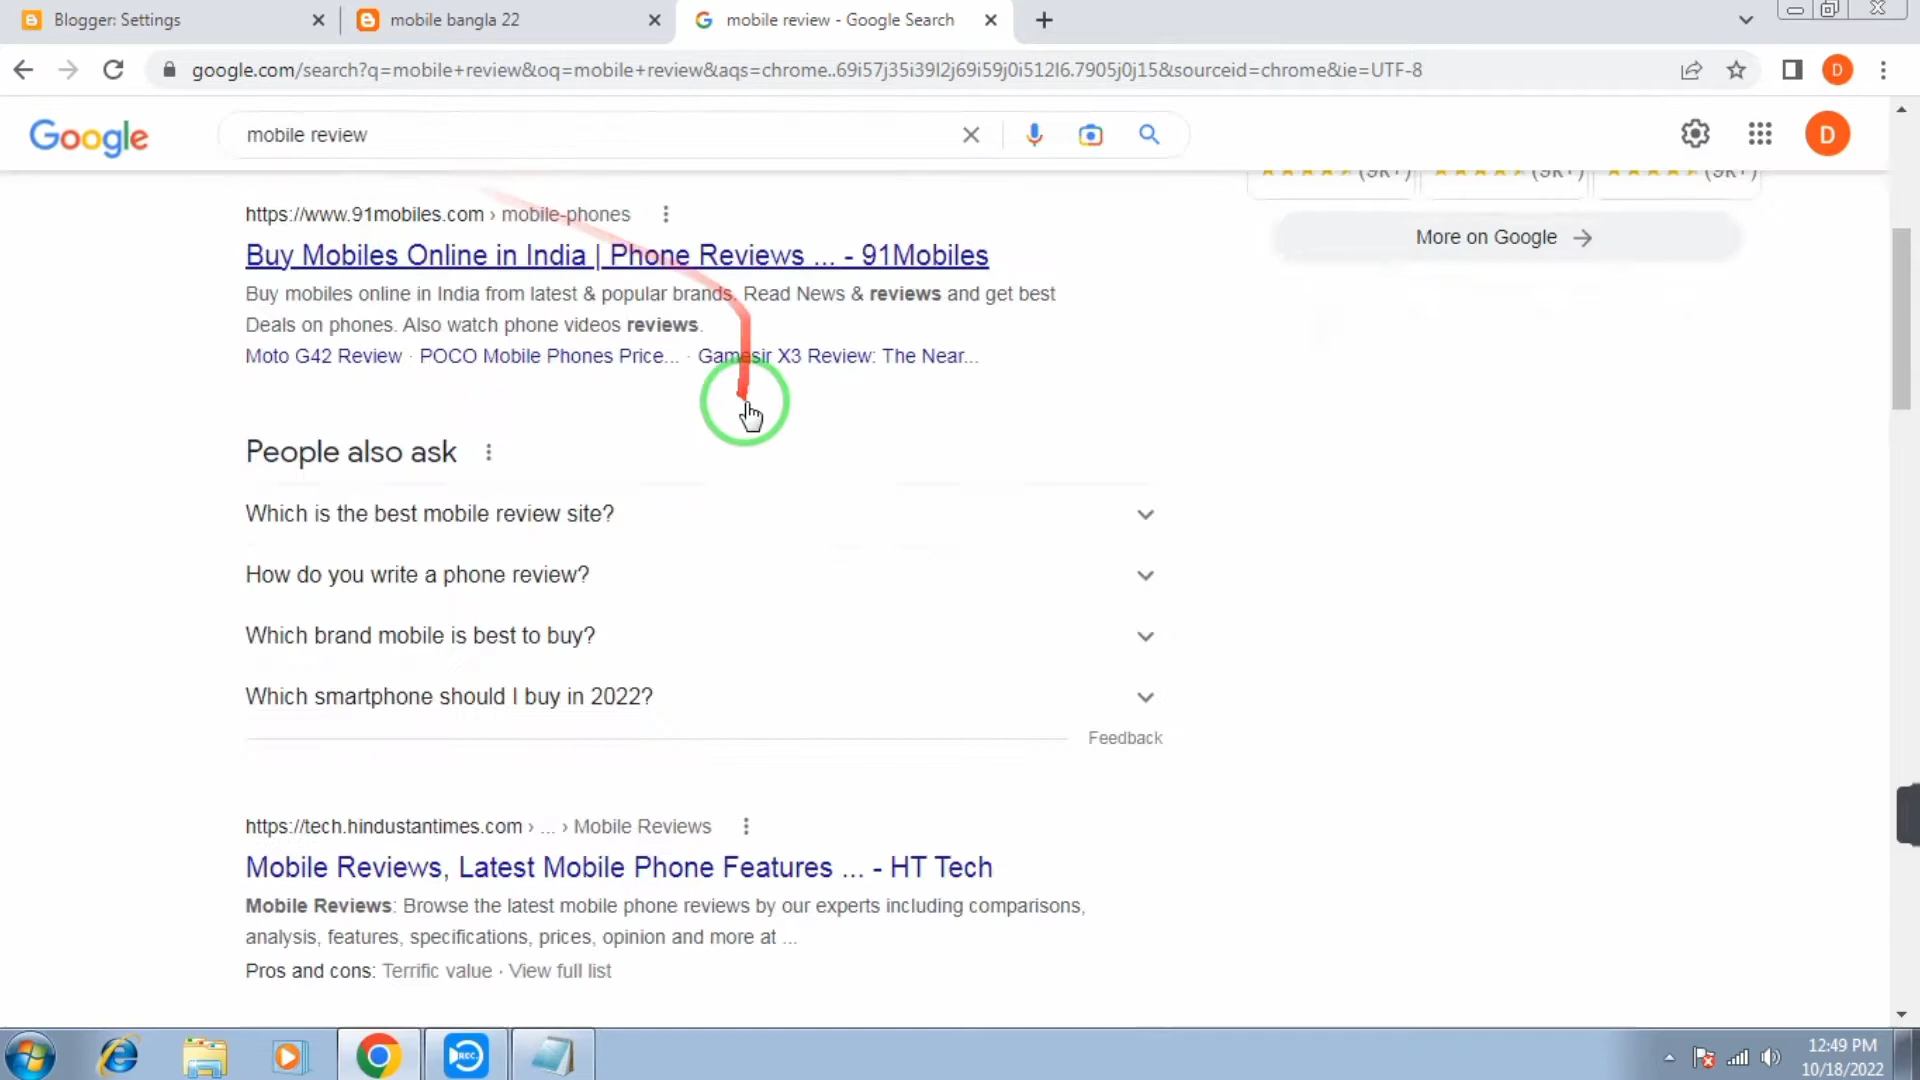 Blogger: Settings
mobile bangla 22
mobile review - Google Search
google.com/search?q=mobile+review&oq=mobile+review&aqs=chrome..69i57j35i39l2j69i59j0i512l6.7905j0j15&sourceid=chrome&ie=UTF-8
D
Google
mobile review
D
https://www.91mobiles.com › mobile-phones
Buy Mobiles Online in India | Phone Reviews ... - 91Mobiles
Buy mobiles online in India from latest & popular brands. Read News & reviews and get best
Deals on phones. Also watch phone videos reviews.
Moto G42 Review · POCO Mobile Phones Price... · Gamesir X3 Review: The Near...
More on Google
People also ask
Which is the best mobile review site?
How do you write a phone review?
Which brand mobile is best to buy?
Which smartphone should I buy in 2022?
Feedback
https://tech.hindustantimes.com › ... › Mobile Reviews
Mobile Reviews, Latest Mobile Phone Features ... - HT Tech
Mobile Reviews: Browse the latest mobile phone reviews by our experts including comparisons,
analysis, features, specifications, prices, opinion and more at ...
Pros and cons: Terrific value · View full list
REC
12:49 PM
10/18/2022